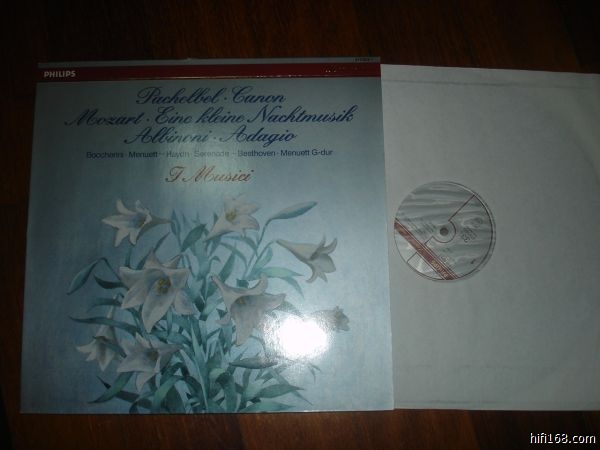 PHILIPS
Pachelbel · Canon
Mozart · Eine kleine Nachtmusik
Albinoni · Adagio
Boccherini · Menuett – Haydn · Serenade – Beethoven · Menuett G-dur
I Musici
hifi168.com